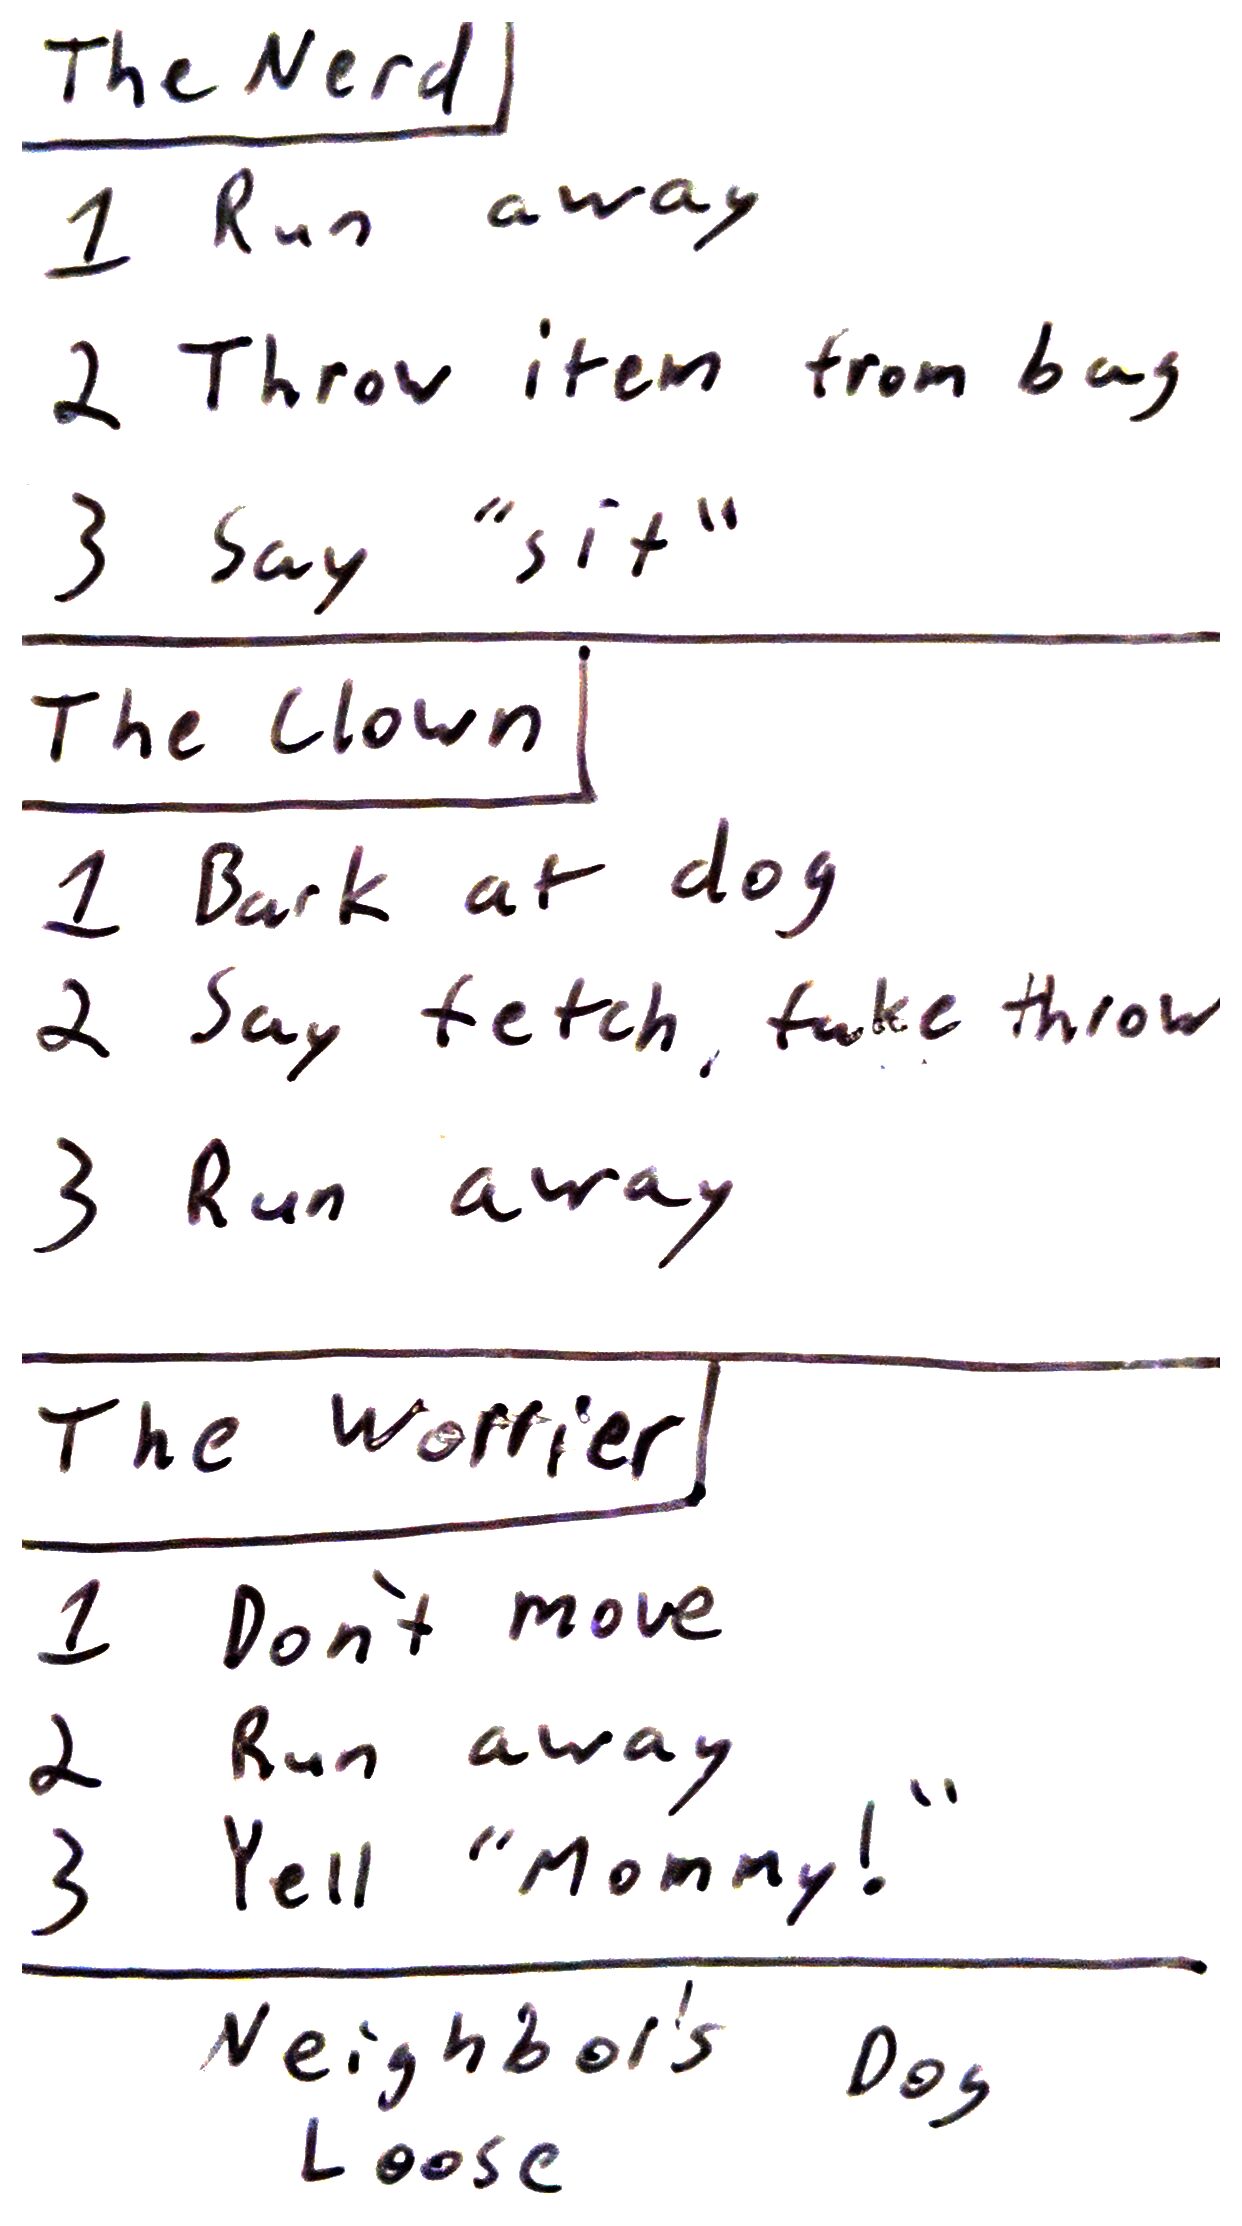 The Nerd
1 Run away
2 Throw item from bag
3 Say "sit"
The Clown
1 Bark at dog
2 Say fetch, fake throw
3 Run away
The Worrier
1 Don't move
2 Run away
3 Yell "Mommy!"
Neighbor's Dog
Loose